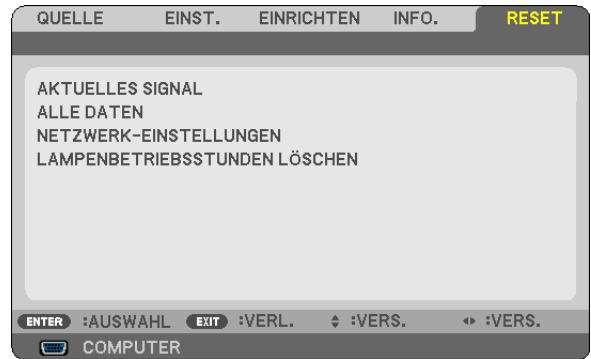 QUELLE EINST. EINRICHTEN INFO. RESET
AKTUELLES SIGNAL
ALLE DATEN
NETZWERK-EINSTELLUNGEN
LAMPENBETRIEBSSTUNDEN LÖSCHEN
ENTER :AUSWAHL EXIT :VERL. :VERS. :VERS.
COMPUTER